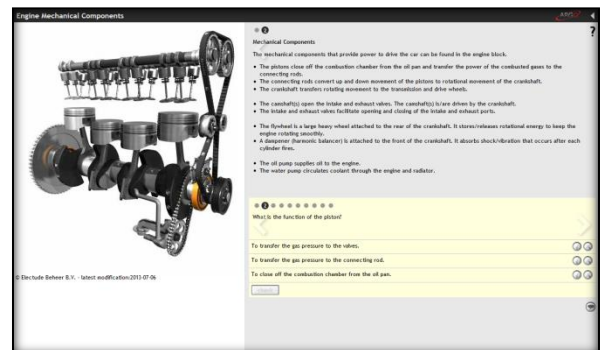 Engine Mechanical Components
?
2
Mechanical Components
The mechanical components that provide power to drive the car can be found in the engine block.
• The pistons close off the combustion chamber from the oil pan and transfer the power of the combusted gases to the
connecting rods.
• The connecting rods convert up and down movement of the pistons to rotational movement of the crankshaft.
• The crankshaft transfers rotating movement to the transmission and drive wheels.
• The camshaft(s) open the intake and exhaust valves. The camshaft(s) is/are driven by the crankshaft.
• The intake and exhaust valves facilitate opening and closing of the intake and exhaust ports.
• The flywheel is a large heavy wheel attached to the rear of the crankshaft. It stores/releases rotational energy to keep the
engine rotating smoothly.
• A dampener (harmonic balancer) is attached to the front of the crankshaft. It absorbs shock/vibration that occurs after each
cylinder fires.
• The oil pump supplies oil to the engine.
• The water pump circulates coolant through the engine and radiator.
2
What is the function of the piston?
To transfer the gas pressure to the valves.
To transfer the gas pressure to the connecting rod.
To close off the combustion chamber from the oil pan.
© Electude Beheer B.V. - latest modification:2013-07-06